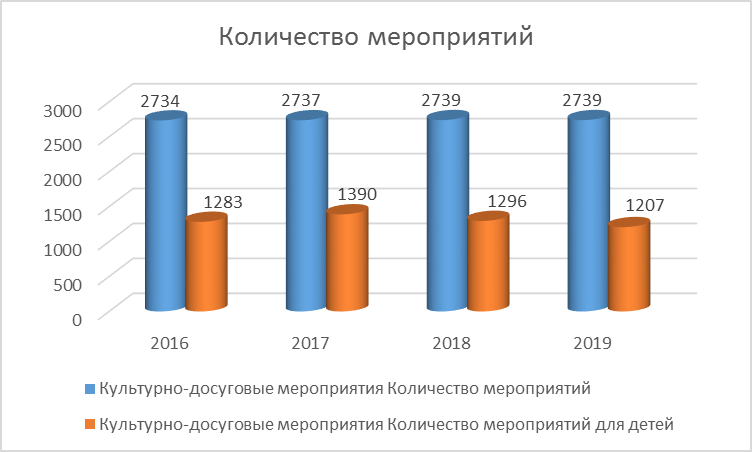 Количество мероприятий
2734 2737 2739 2739
1283 1390 1296 1207
3000
2500
2000
1500
1000
500
0
2016 2017 2018 2019
Культурно-досуговые мероприятия Количество мероприятий
Культурно-досуговые мероприятия Количество мероприятий для детей